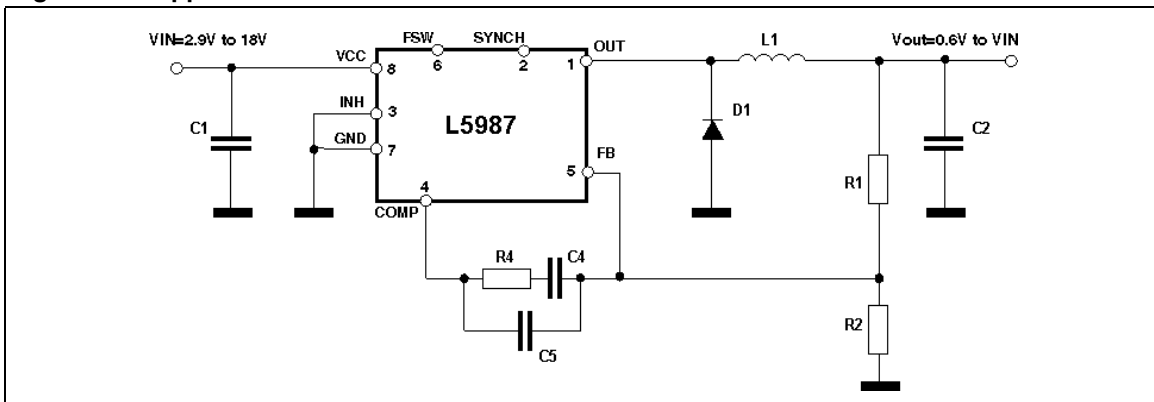 VIN=2.9V to 18V
FSW
SYNCH
OUT
L1
Vout=0.6V to VIN
VCC
6
2
8
1
INH
3
C1
L5987
D1
C2
GND
7
FB
5
R1
4
COMP
R4
C4
R2
C5